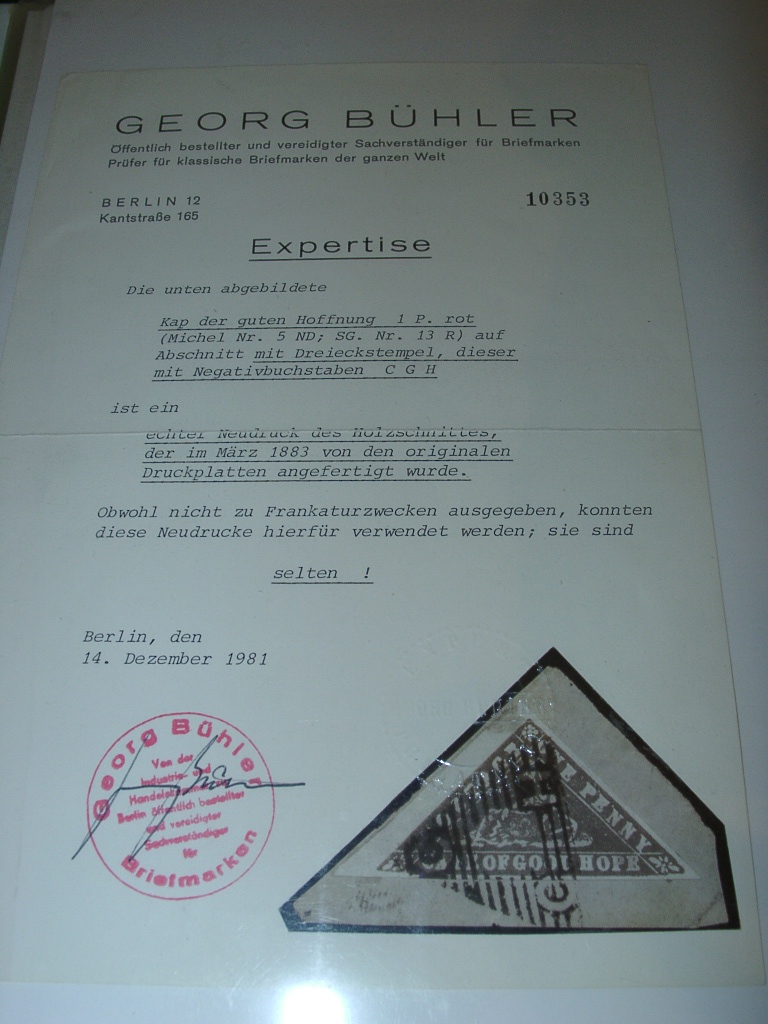 GEORG BÜHLER
Öffentlich bestellter und vereidigter Sachverständiger für Briefmarken
Prüfer für klassische Briefmarken der ganzen Welt
BERLIN 12
Kantstraße 165
10353
Expertise
Die unten abgebildete
Kap der guten Hoffnung 1 P. rot
(Michel Nr. 5 ND; SG. Nr. 13 R) auf
Abschnitt mit Dreieckstempel, dieser
mit Negativbuchstaben C G H
ist ein
echter Neudruck des Holzschnittes,
der im März 1883 von den originalen
Druckplatten angefertigt wurde.
Obwohl nicht zu Frankaturzwecken ausgegeben, konnten
diese Neudrucke hierfür verwendet werden; sie sind
selten !
Berlin, den
14. Dezember 1981
Georg Bühler
Von der
Industrie- und
Berlin öffentlich bestellter
und vereidigter
Sachverständiger
für
Briefmarken
PENNY
OF GOOD HOPE